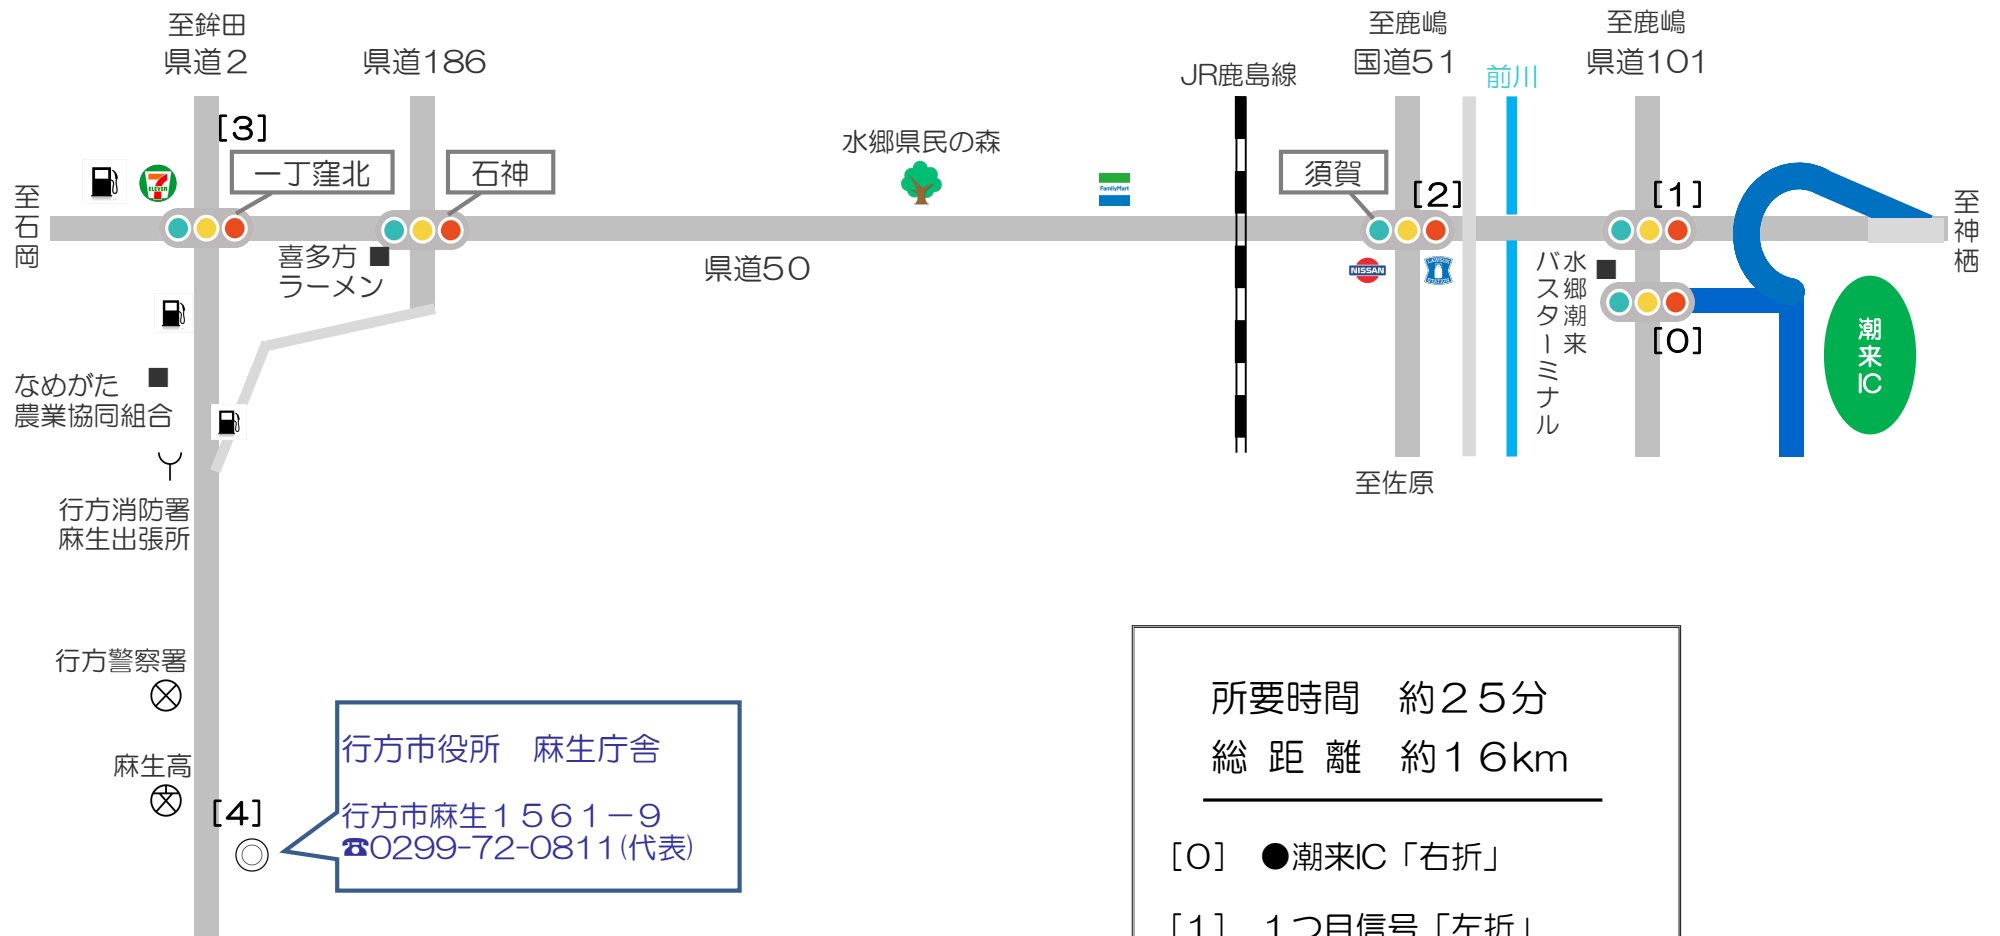 至鉾田
県道2
県道186
JR鹿島線
至鹿嶋
国道51
前川
至鹿嶋
県道101
[3]
一丁窪北
石神
水郷県民の森
FamilyMart
須賀
[2]
[1]
至石岡
7
ELEVEN
至神栖
喜多方
ラーメン
県道50
NISSAN
LAWSON
STATION
水郷潮来
バスターミナル
[0]
潮来IC
なめがた
農業協同組合
至佐原
行方消防署
麻生出張所
行方警察署
麻生高
[4]
行方市役所 麻生庁舎
行方市麻生1561-9
☎0299-72-0811(代表)
所要時間 約25分
総距離 約16km
[0] ●潮来IC「右折」
[1] 1つ目信号「左折」